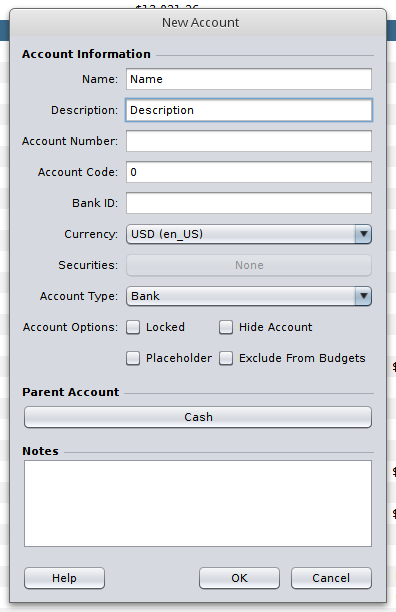 New Account
Account Information
Name: Name
Description: Description
Account Number:
Account Code: 0
Bank ID:
Currency: USD (en_US)
Securities: None
Account Type: Bank
Account Options: Locked Hide Account
Placeholder Exclude From Budgets
Parent Account
Cash
Notes
Help OK Cancel